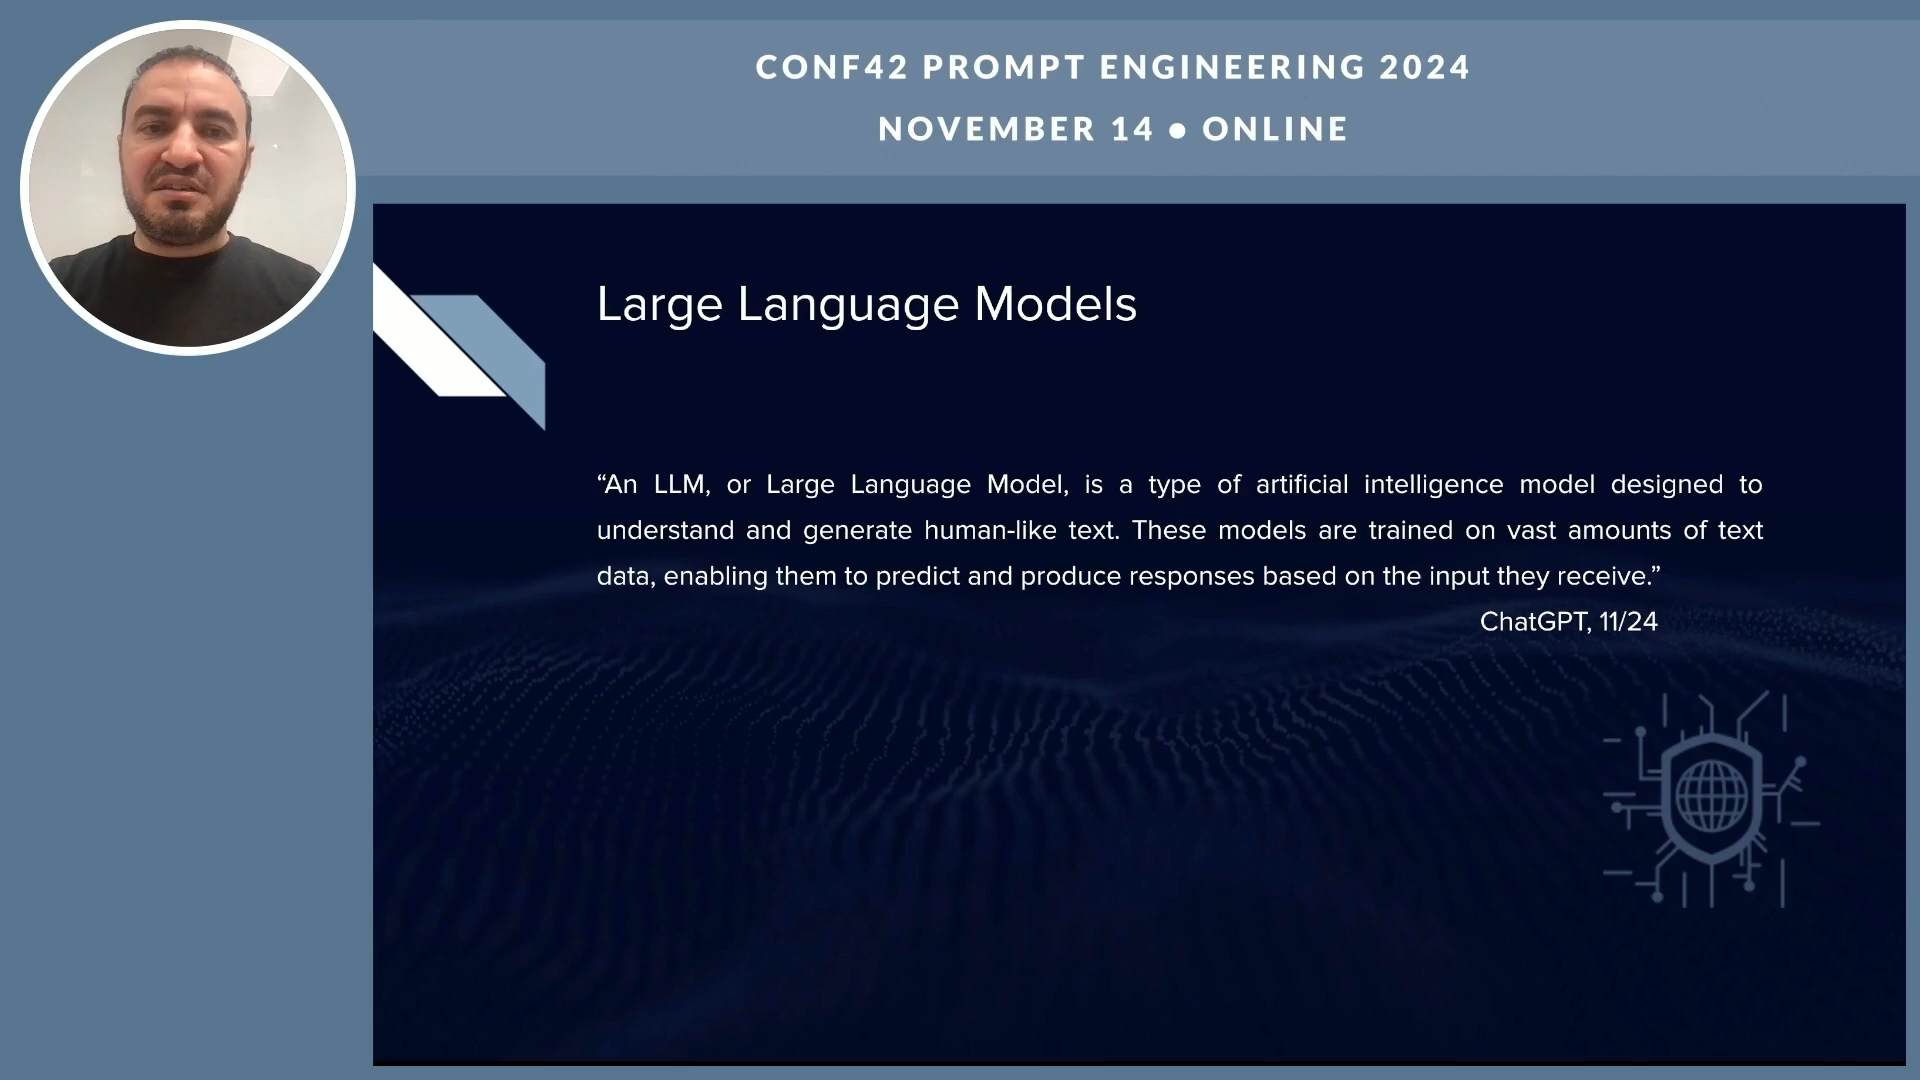 CONF42 PROMPT ENGINEERING 2024
NOVEMBER 14 ● ONLINE
Large Language Models
“An LLM, or Large Language Model, is a type of artificial intelligence model designed to
understand and generate human-like text. These models are trained on vast amounts of text
data, enabling them to predict and produce responses based on the input they receive.”
ChatGPT, 11/24